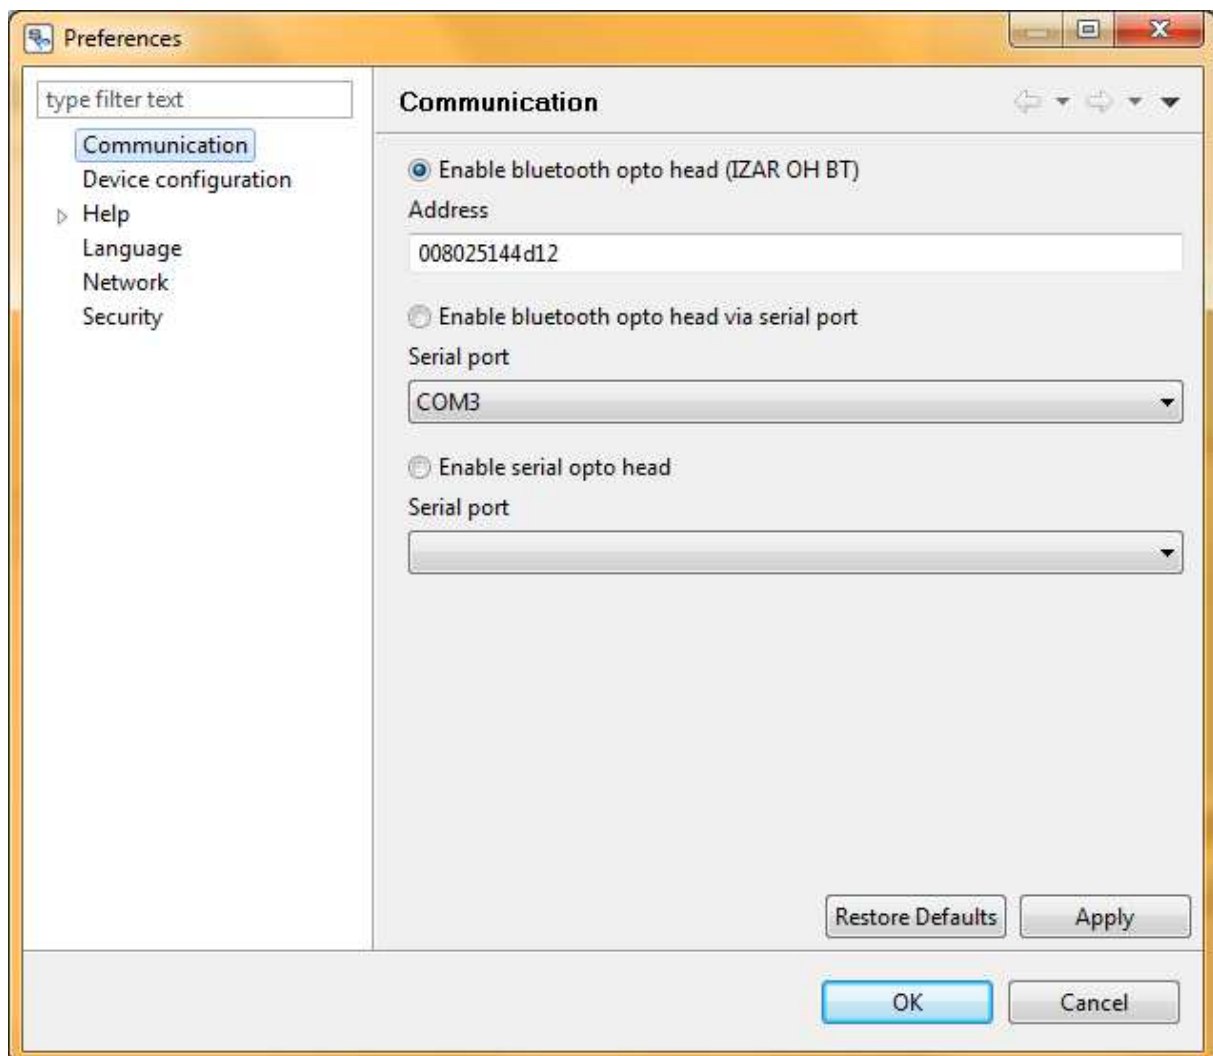 Preferences
type filter text
Communication
Device configuration
Help
Language
Network
Security
Communication
Enable bluetooth opto head (IZAR OH BT)
Address
008025144d12
Enable bluetooth opto head via serial port
Serial port
COM3
Enable serial opto head
Serial port
Restore Defaults
Apply
OK
Cancel